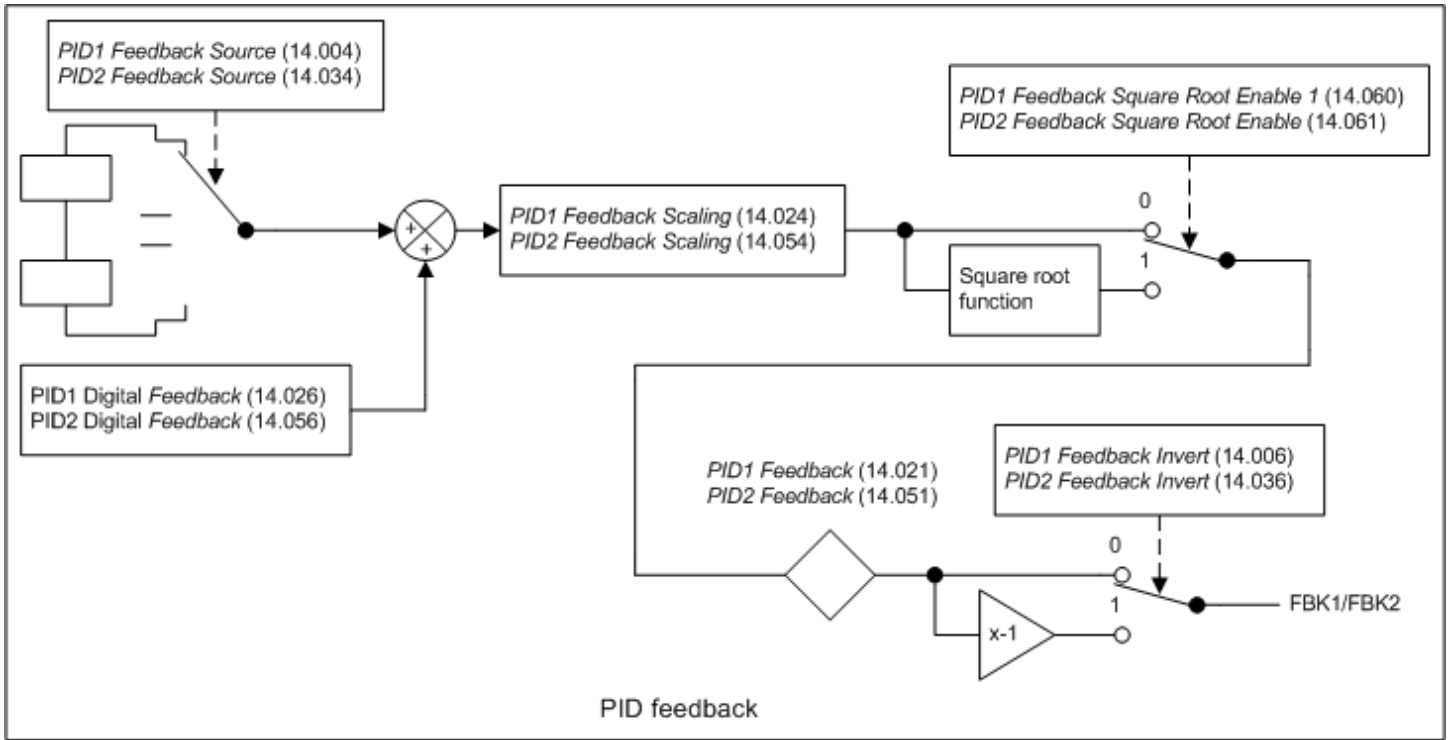 PID1 Feedback Source (14.004)
PID2 Feedback Source (14.034)
PID1 Feedback Square Root Enable 1 (14.060)
PID2 Feedback Square Root Enable (14.061)
0
1
+
+
PID1 Feedback Scaling (14.024)
PID2 Feedback Scaling (14.054)
Square root
function
PID1 Digital Feedback (14.026)
PID2 Digital Feedback (14.056)
PID1 Feedback (14.021)
PID2 Feedback (14.051)
PID1 Feedback Invert (14.006)
PID2 Feedback Invert (14.036)
0
1
x-1
FBK1/FBK2
PID feedback